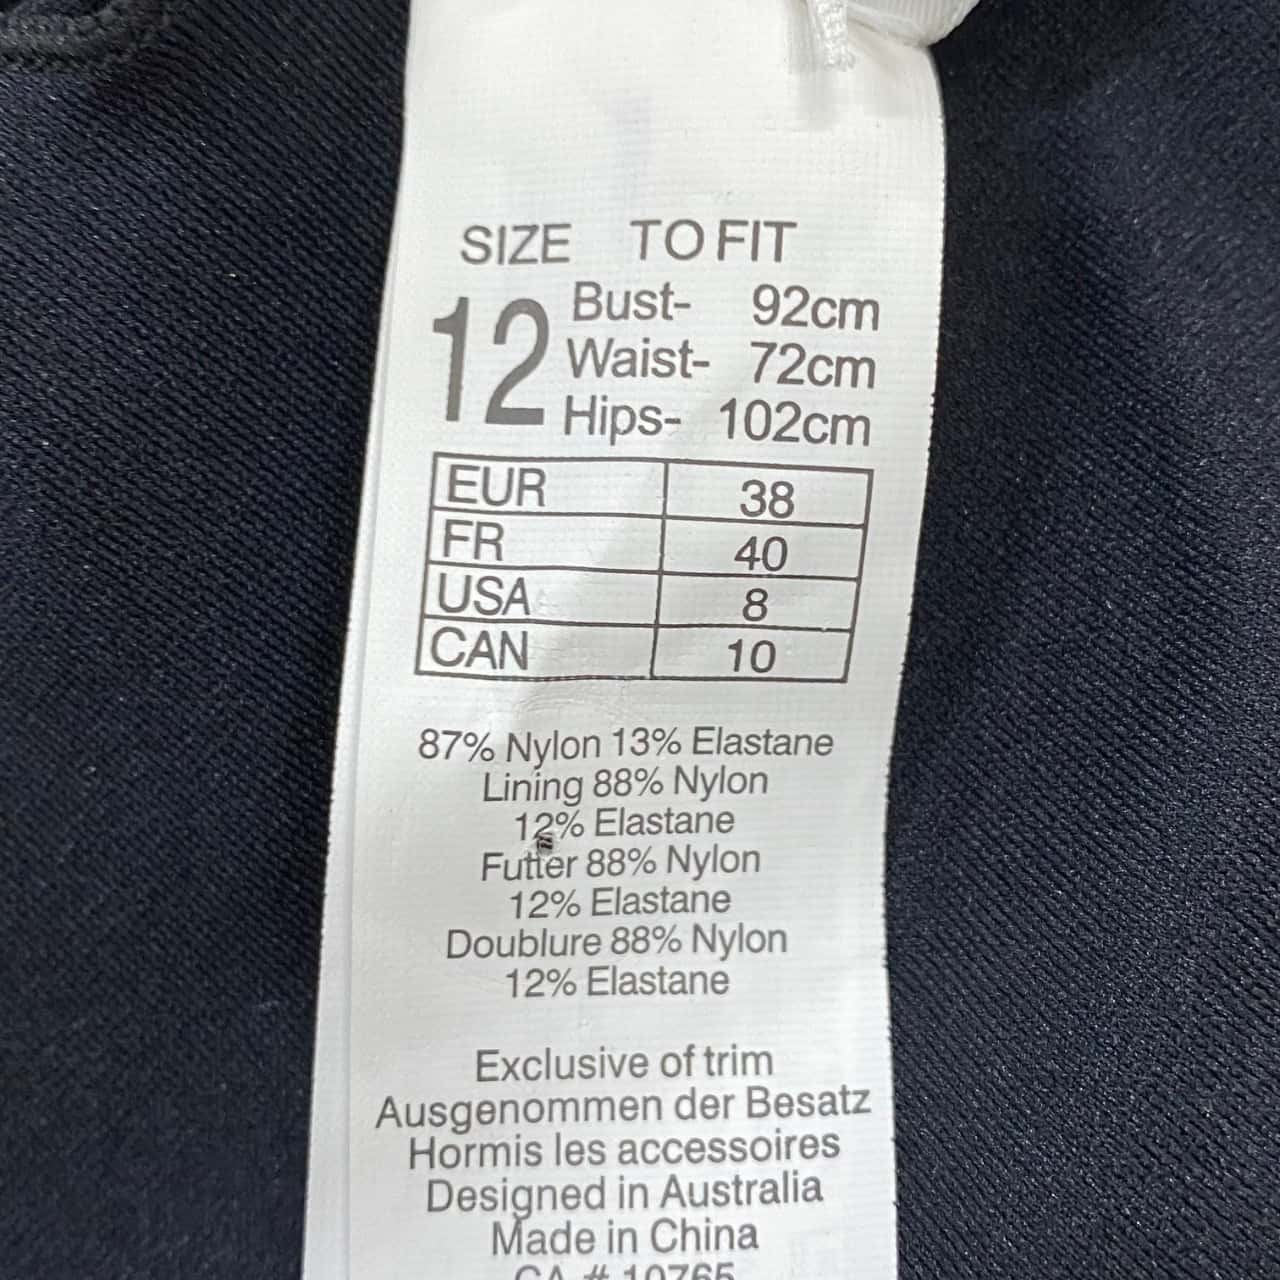 SIZE TO FIT
12
Bust- 92cm
Waist- 72cm
Hips- 102cm
EUR 38
FR 40
USA 8
CAN 10
87% Nylon 13% Elastane
Lining 88% Nylon
12% Elastane
Futter 88% Nylon
12% Elastane
Doublure 88% Nylon
12% Elastane
Exclusive of trim
Ausgenommen der Besatz
Hormis les accessoires
Designed in Australia
Made in China
CA # 10765